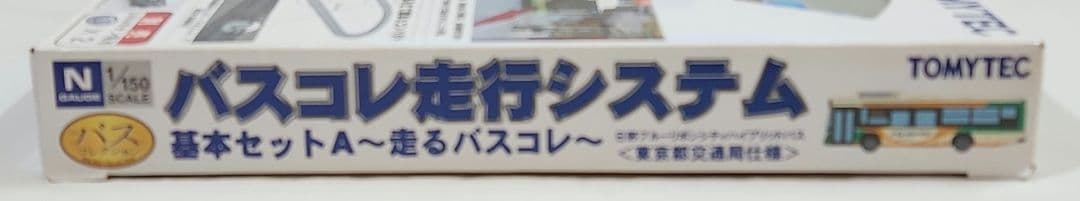 N
GAUGE
1/150
SCALE
バスコレ走行システム
TOMYTEC
バス
基本セットA～走るバスコレ～
日野ブルーリボンシティハイブリッドバス
＜東京都交通局仕様＞